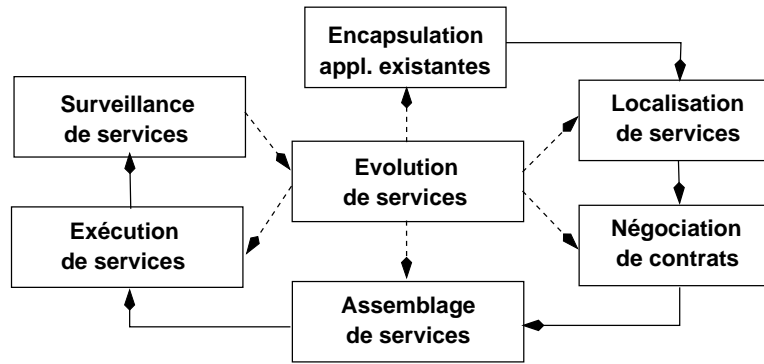 Encapsulation
appl. existantes
Surveillance
de services
Localisation
de services
Evolution
de services
Exécution
de services
Négociation
de contrats
Assemblage
de services